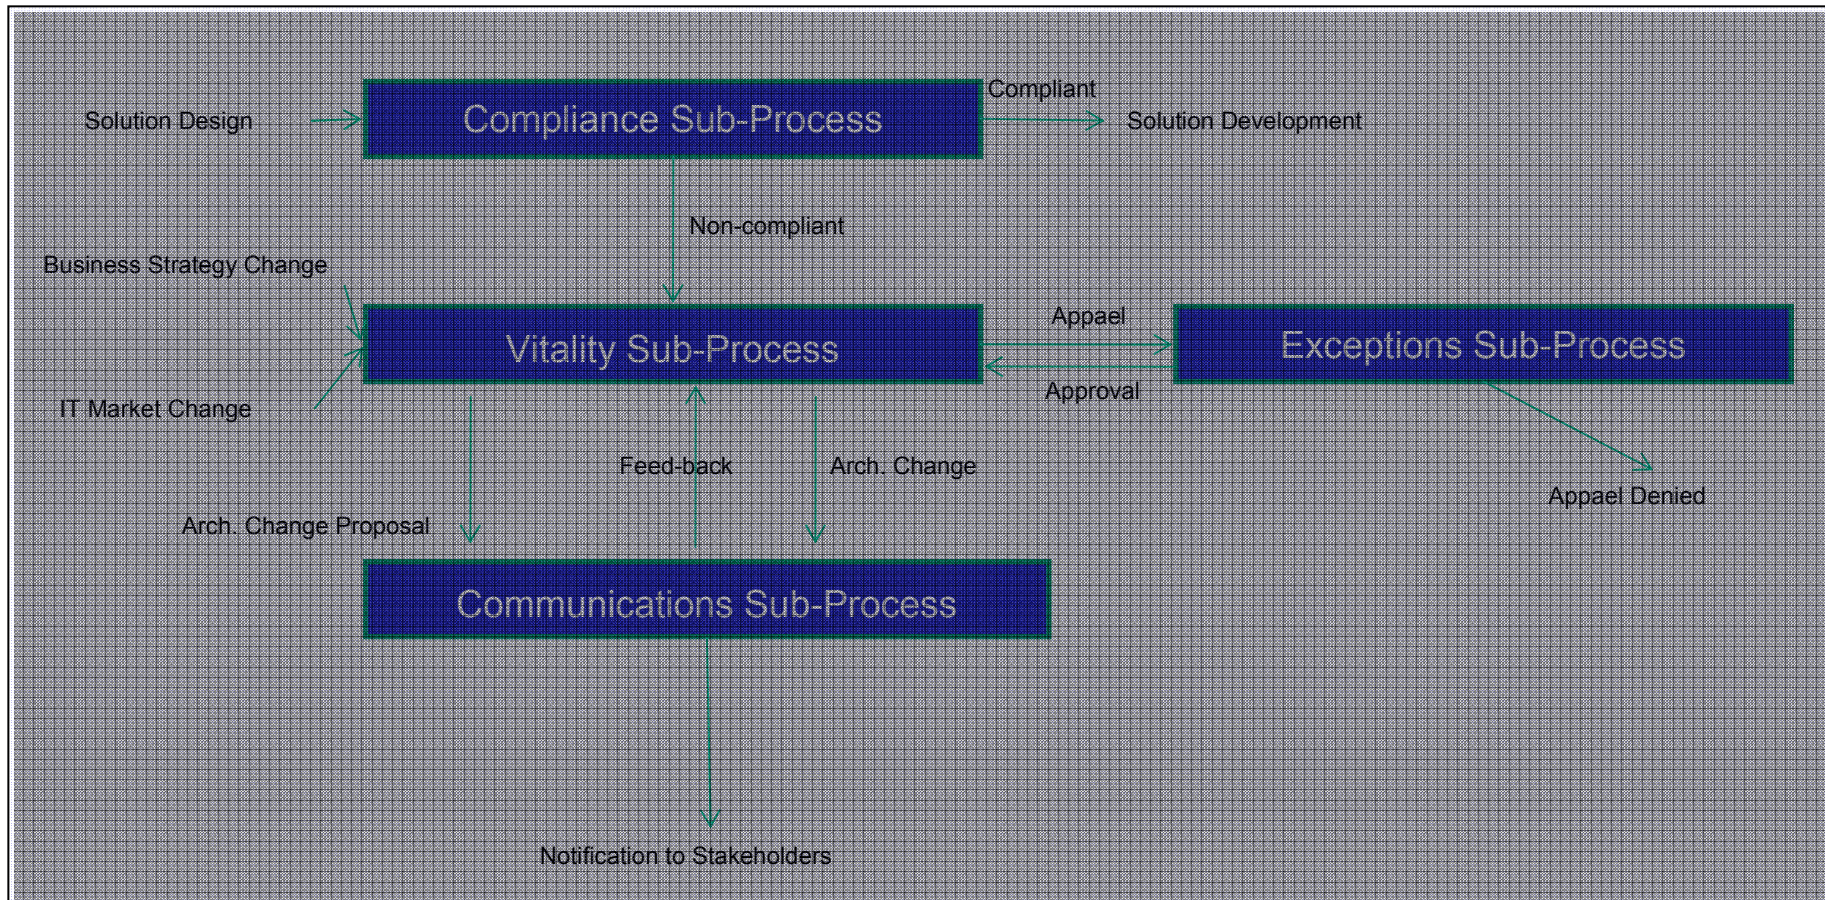 Compliant
Solution Design
Compliance Sub-Process
Solution Development
Non-compliant
Business Strategy Change
Vitality Sub-Process
Appael
Exceptions Sub-Process
Approval
IT Market Change
Feed-back
Arch. Change
Appael Denied
Arch. Change Proposal
Communications Sub-Process
Notification to Stakeholders